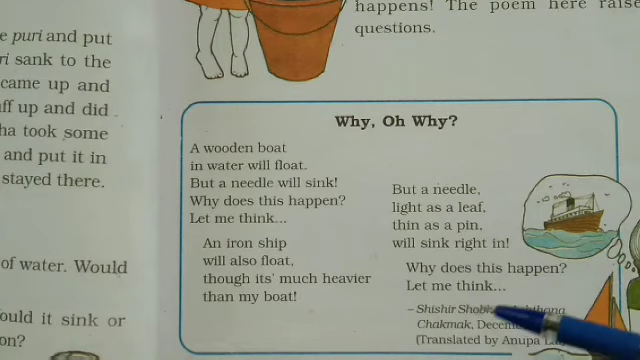 e puri and put
ri sank to the
came up and
ff up and did
ha took some
and put it in
stayed there.
of water. Would
ould it sink or
on?
happens! The poem here raise
questions.
Why, Oh Why?
A wooden boat
in water will float.
But a needle will sink!
Why does this happen?
Let me think...
An iron ship
will also float,
though its' much heavier
than my boat!
But a needle,
light as a leaf,
thin as a pin,
will sink right in!
Why does this happen?
Let me think...
– Shishir Shobhan
Chakmak,
(Translated by Anupa